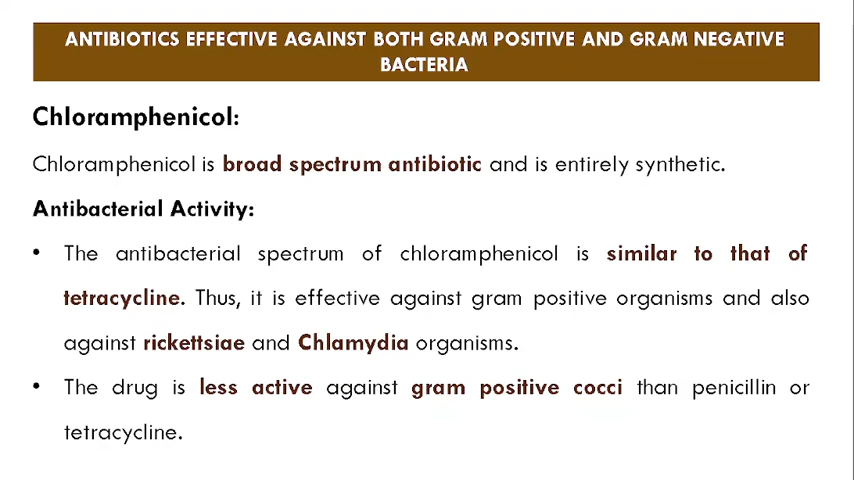 ANTIBIOTICS EFFECTIVE AGAINST BOTH GRAM POSITIVE AND GRAM NEGATIVE
BACTERIA
Chloramphenicol:
Chloramphenicol is broad spectrum antibiotic and is entirely synthetic.
Antibacterial Activity:
• The antibacterial spectrum of chloramphenicol is similar to that of
tetracycline. Thus, it is effective against gram positive organisms and also
against rickettsiae and Chlamydia organisms.
• The drug is less active against gram positive cocci than penicillin or
tetracycline.